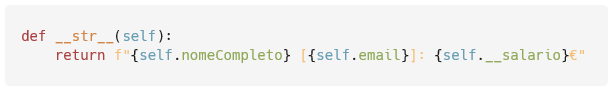 def __str__(self):
    return f"{self.nomeCompleto} [{self.email}]: {self.__salario}€"